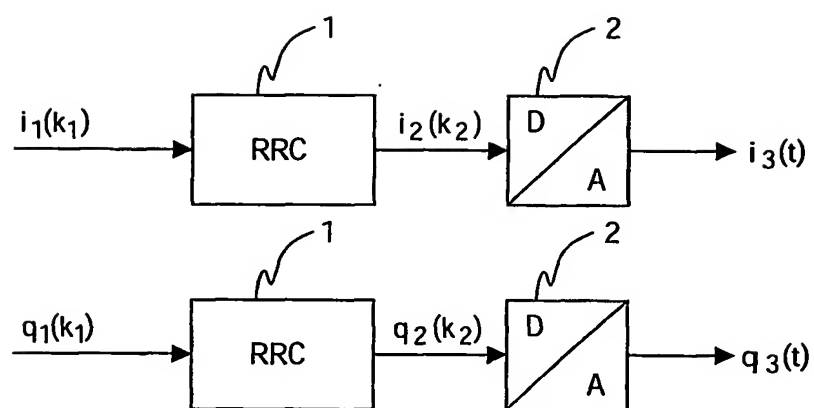 1 2
i₁(k₁) RRC i₂(k₂) D A i₃(t)
1 2
q₁(k₁) RRC q₂(k₂) D A q₃(t)